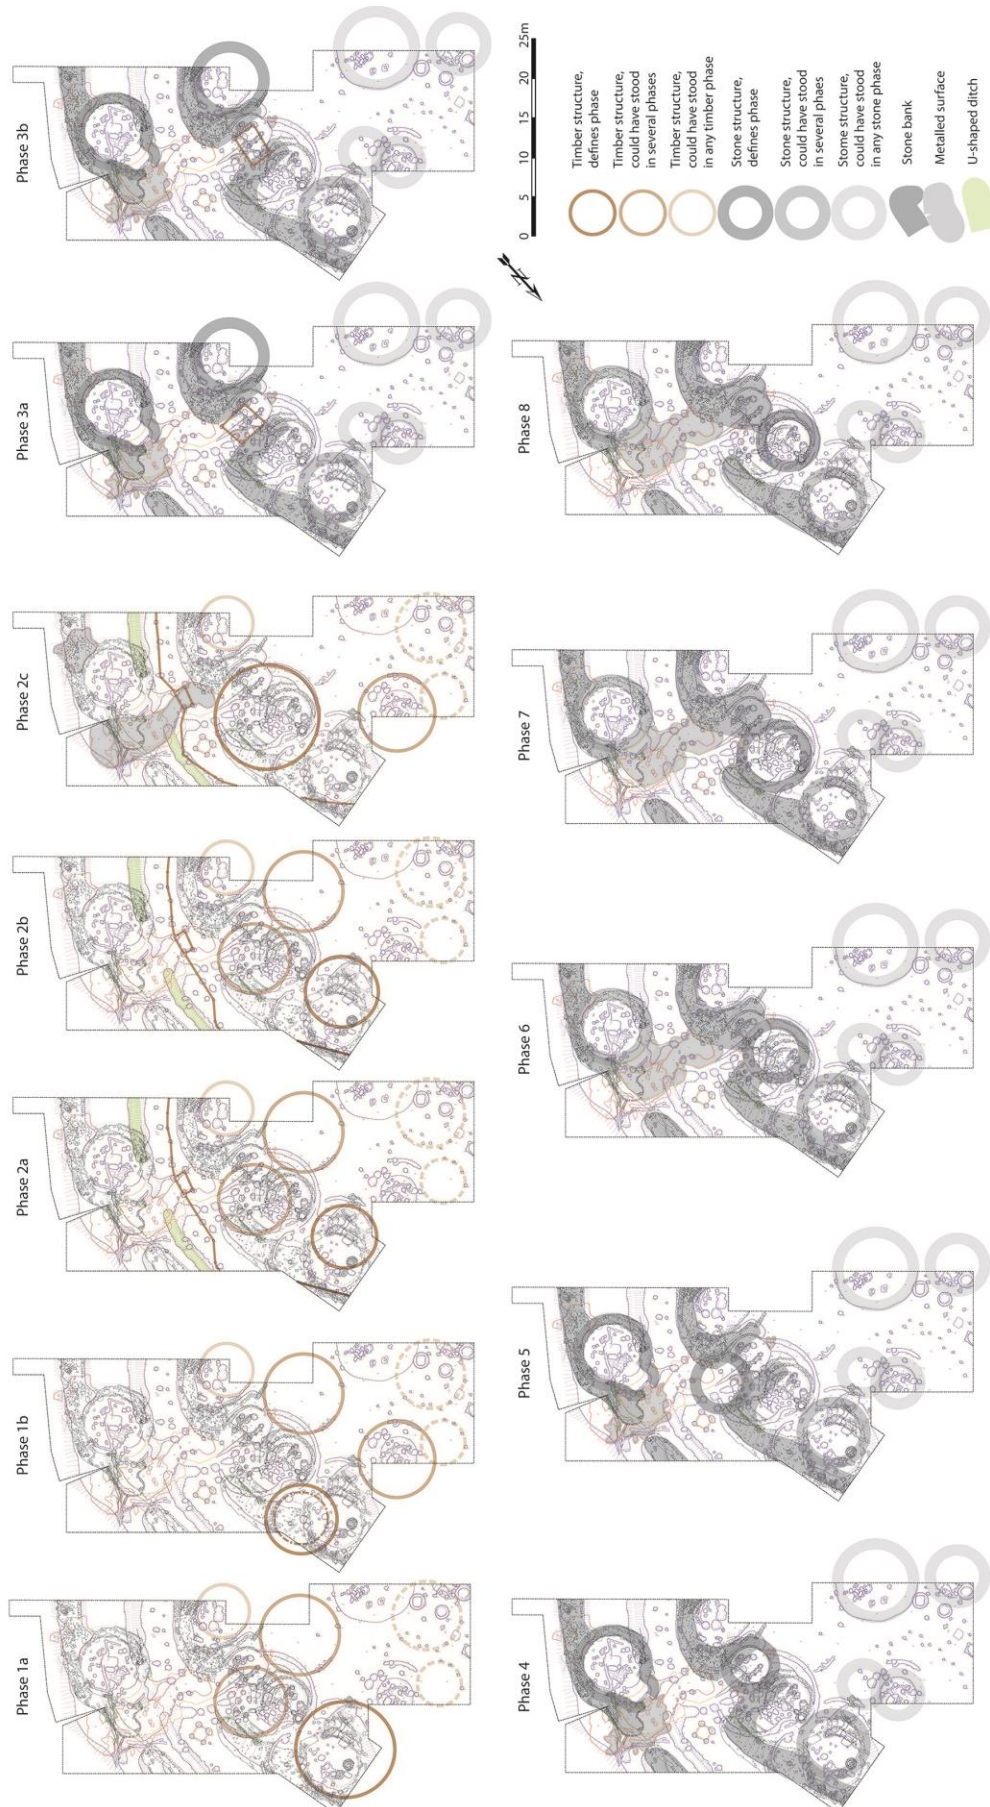 Phase 1a
Phase 1b
Phase 2a
Phase 2b
Phase 2c
Phase 3a
Phase 3b
Phase 4
Phase 5
Phase 6
Phase 7
Phase 8
N
0 5 10 15 20 25m
Timber structure,
defines phase
Timber structure,
could have stood
in several phases
Timber structure,
could have stood
in any timber phase
Stone structure,
defines phase
Stone structure,
could have stood
in several phaes
Stome structure,
could have stood
in any stone phase
Stone bank
Metalled surface
U-shaped ditch